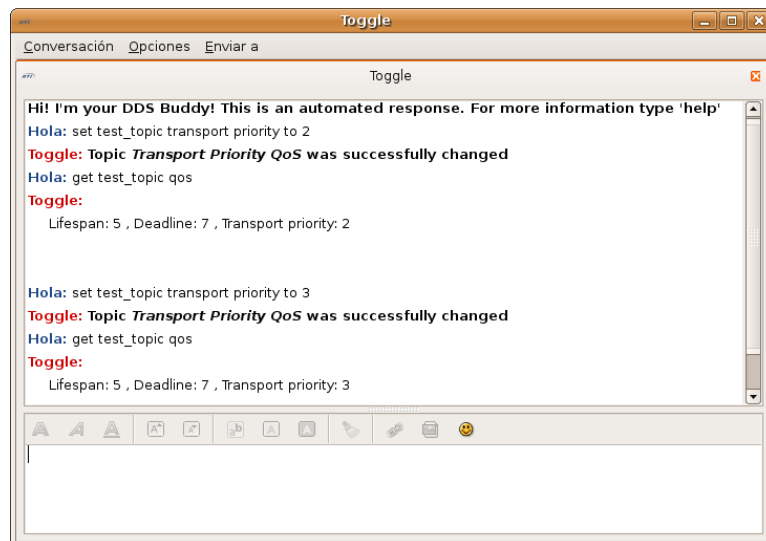 Toggle
Conversación Opciones Enviar a
Toggle
Hi! I'm your DDS Buddy! This is an automated response. For more information type 'help'
Hola: set test_topic transport priority to 2
Toggle: Topic Transport Priority QoS was successfully changed
Hola: get test_topic qos
Toggle:
Lifespan: 5 , Deadline: 7 , Transport priority: 2
Hola: set test_topic transport priority to 3
Toggle: Topic Transport Priority QoS was successfully changed
Hola: get test_topic qos
Toggle:
Lifespan: 5 , Deadline: 7 , Transport priority: 3